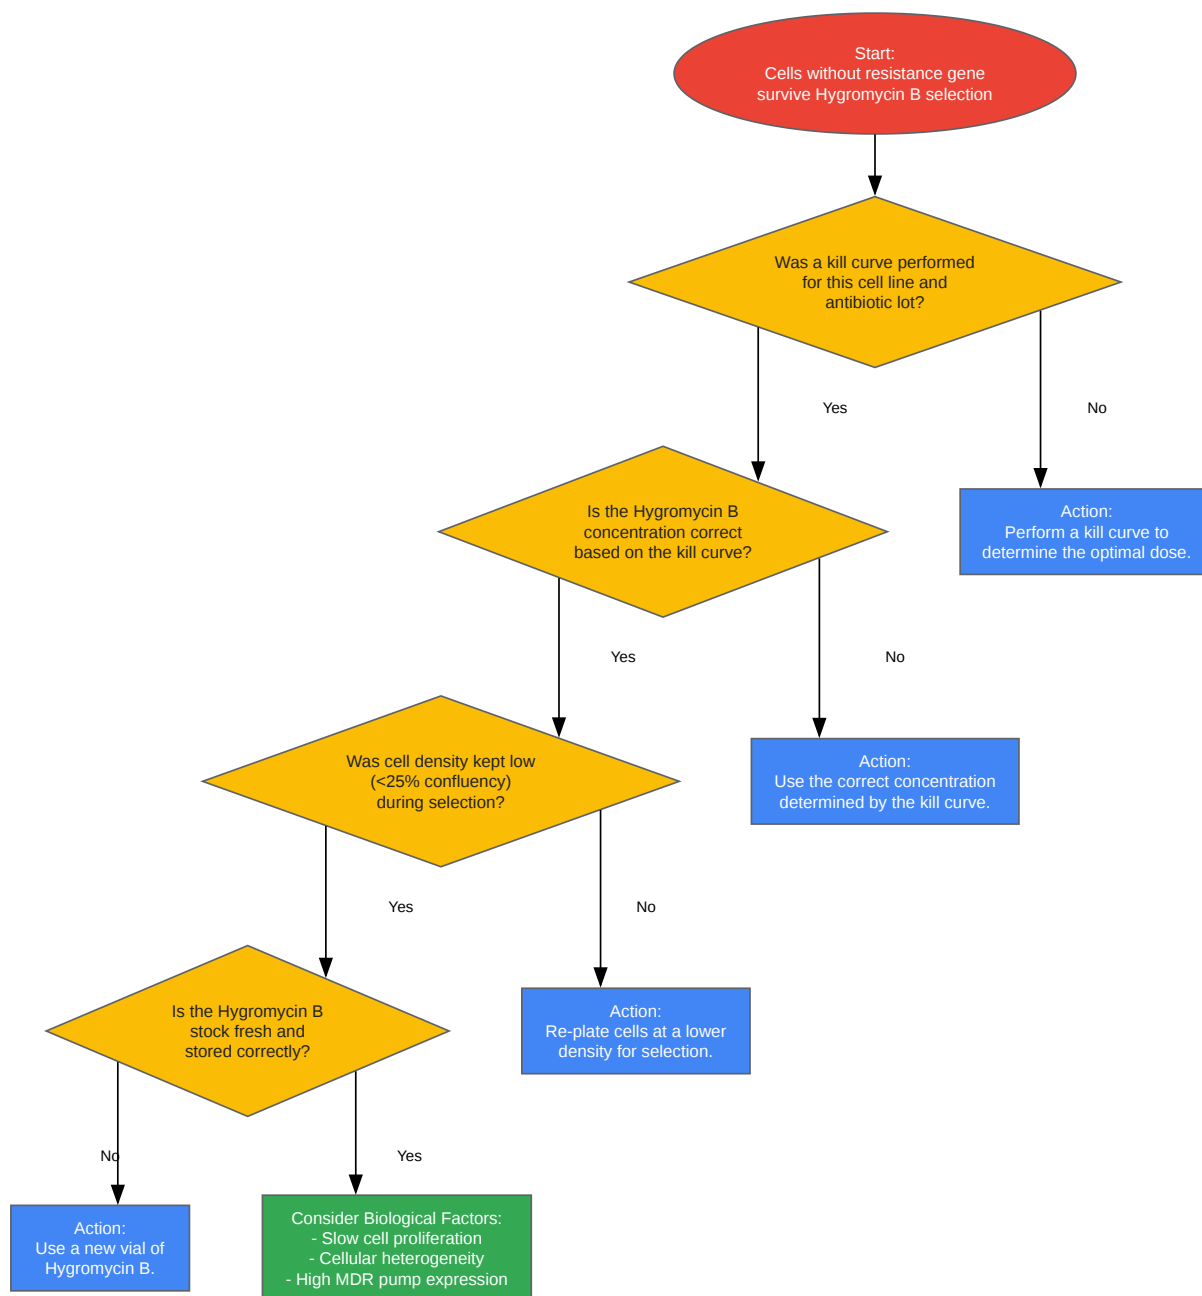 Start:
Cells without resistance gene
survive Hygromycin B selection
Was a kill curve performed
for this cell line and
antibiotic lot?
Yes
No
Is the Hygromycin B
concentration correct
based on the kill curve?
Action:
Perform a kill curve to
determine the optimal dose.
Yes
No
Was cell density kept low
(<25% confluency)
during selection?
Action:
Use the correct concentration
determined by the kill curve.
Yes
No
Is the Hygromycin B
stock fresh and
stored correctly?
Action:
Re-plate cells at a lower
density for selection.
No
Yes
Action:
Use a new vial of
Hygromycin B.
Consider Biological Factors:
- Slow cell proliferation
- Cellular heterogeneity
- High MDR pump expression